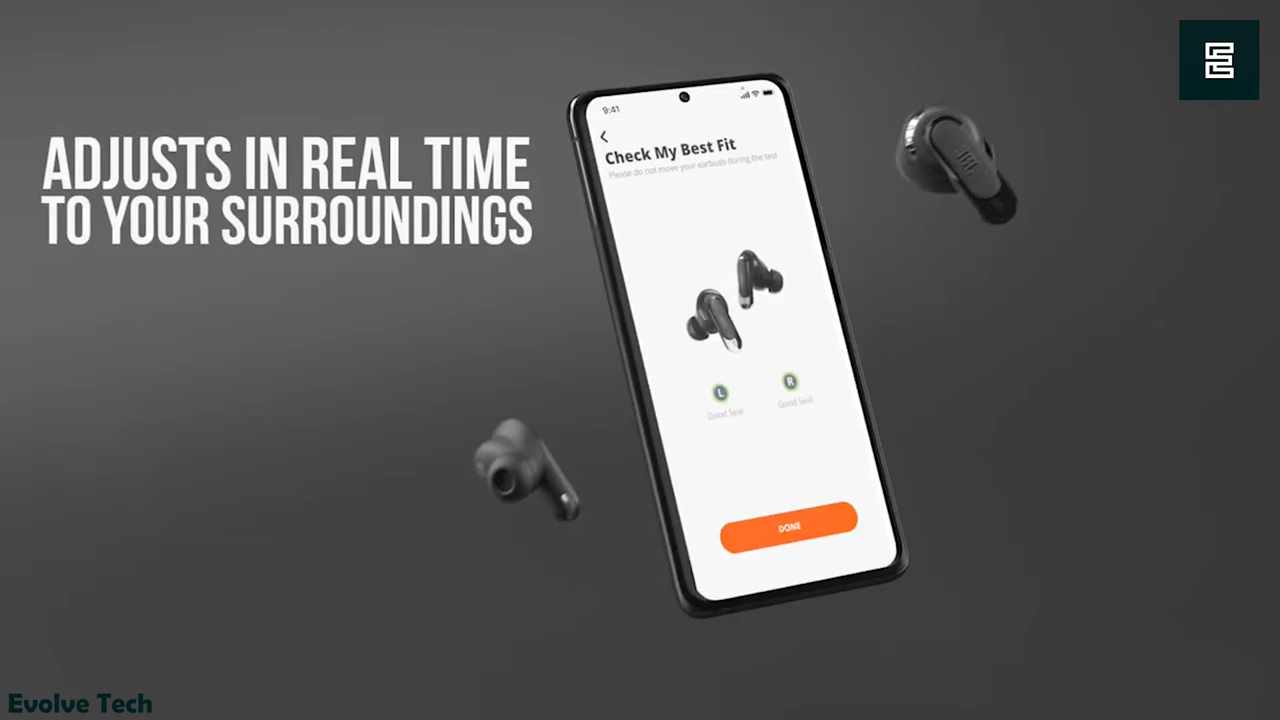 ADJUSTS IN REAL TIME
TO YOUR SURROUNDINGS
9:41
Check My Best Fit
Please do not move your earbuds during the test
JBL
L
R
Good Seal
Good Seal
DONE
Evolve Tech